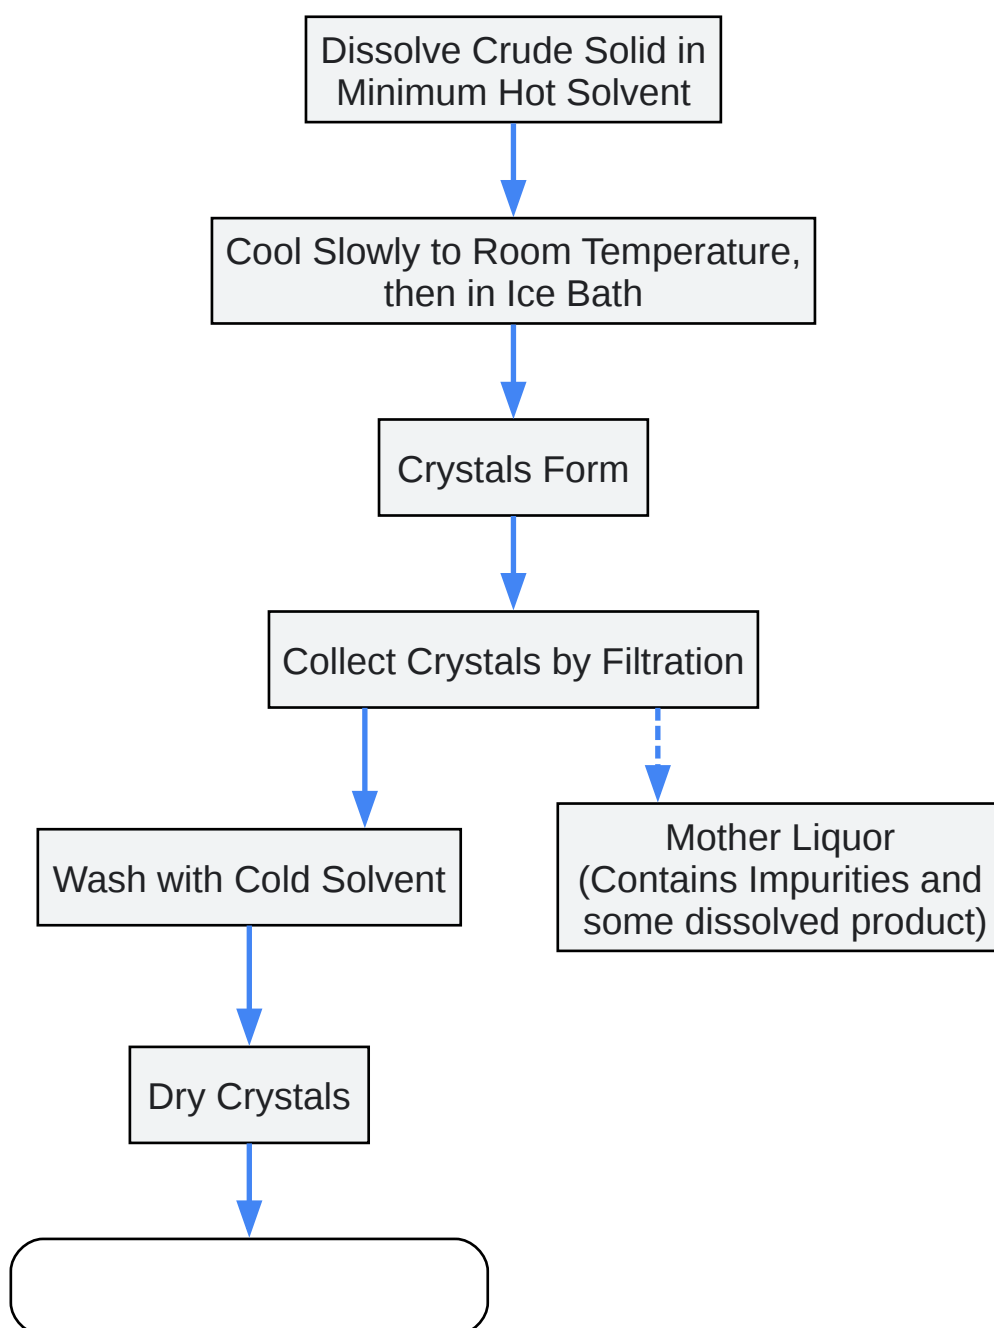 Dissolve Crude Solid in
Minimum Hot Solvent
Cool Slowly to Room Temperature,
then in Ice Bath
Crystals Form
Collect Crystals by Filtration
Wash with Cold Solvent
Mother Liquor
(Contains Impurities and
some dissolved product)
Dry Crystals